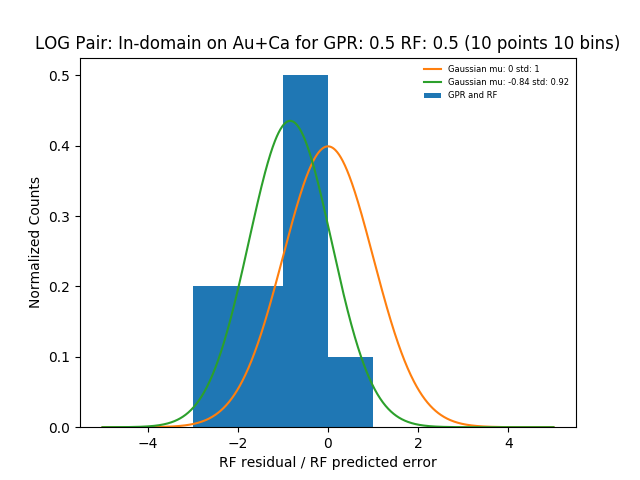 LOG Pair: In-domain on Au+Ca for GPR: 0.5 RF: 0.5 (10 points 10 bins)
Gaussian mu: 0 std: 1
Gaussian mu: -0.84 std: 0.92
GPR and RF
Normalized Counts
0.5
0.4
0.3
0.2
0.1
0.0
−4
−2
0
2
4
RF residual / RF predicted error